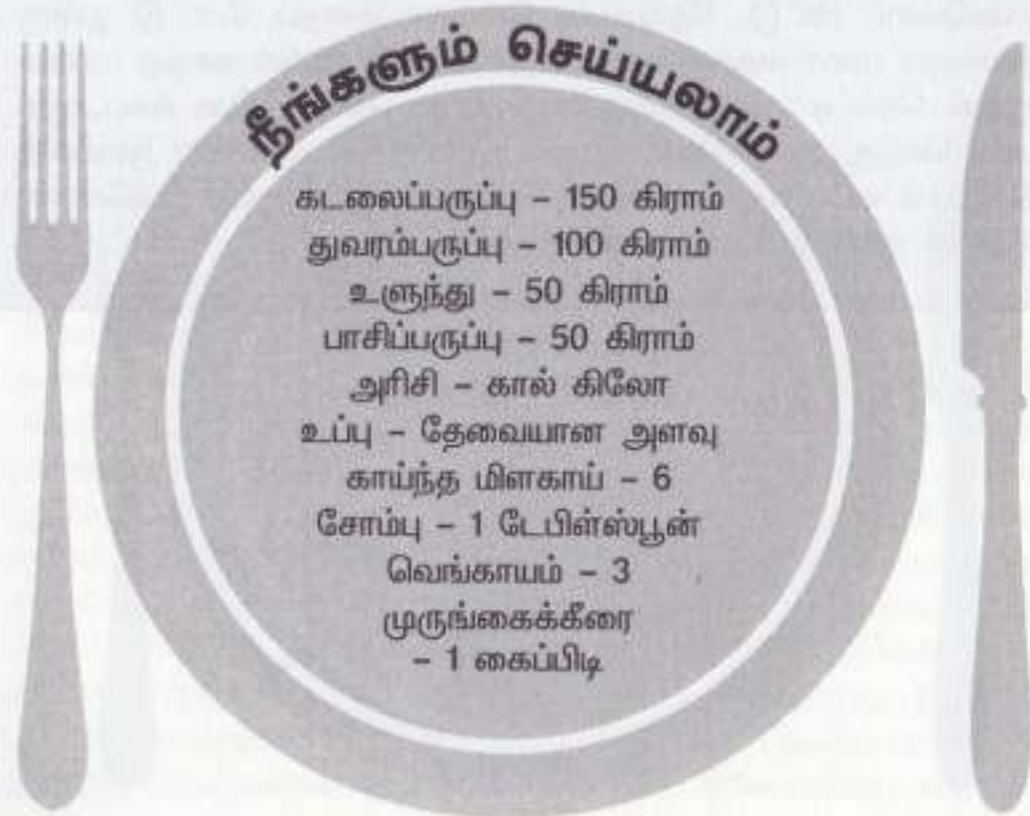 நீங்களும் செய்யலாம்
கடலைப்பருப்பு – 150 கிராம்
துவரம்பருப்பு – 100 கிராம்
உளுந்து – 50 கிராம்
பாசிப்பருப்பு – 50 கிராம்
அரிசி – கால் கிலோ
உப்பு – தேவையான அளவு
காய்ந்த மிளகாய் – 6
சோம்பு – 1 டேபிள்ஸ்பூன்
வெங்காயம் – 3
முருங்கைக்கீரை
– 1 கைப்பிடி